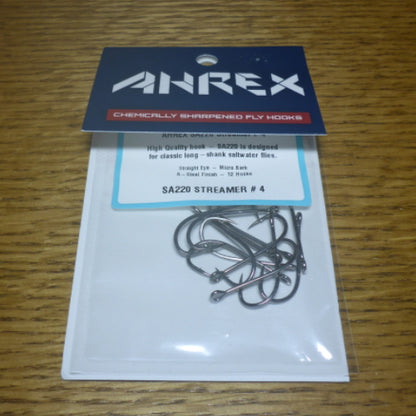 AHREX
CHEMICALLY SHARPENED FLY HOOKS
AHREX SA220 Streamer # 4
High Quality hook – SA220 is designed
for classic long – shank saltwater flies.
Straight Eye – Micro Barb
A-Steel Finish – 12 Hooks
SA220 STREAMER # 4